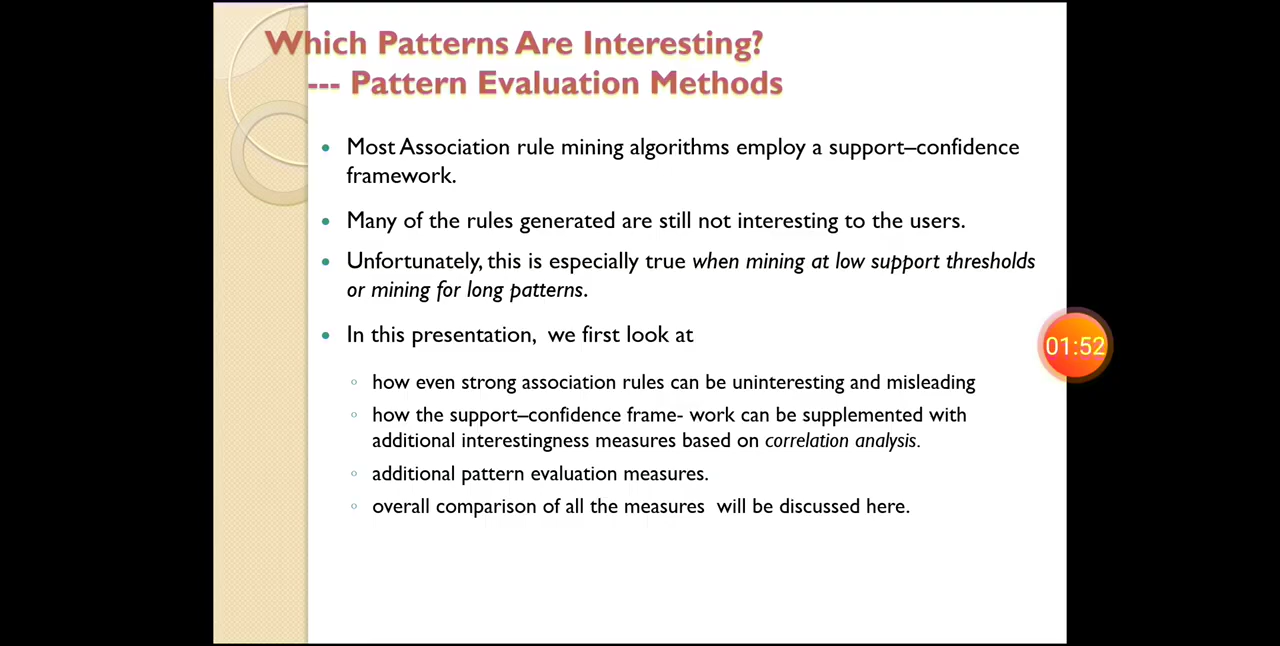 Which Patterns Are Interesting?
--- Pattern Evaluation Methods
• Most Association rule mining algorithms employ a support–confidence
framework.
• Many of the rules generated are still not interesting to the users.
• Unfortunately, this is especially true when mining at low support thresholds
or mining for long patterns.
• In this presentation, we first look at
◦ how even strong association rules can be uninteresting and misleading
◦ how the support–confidence frame- work can be supplemented with
additional interestingness measures based on correlation analysis.
◦ additional pattern evaluation measures.
◦ overall comparison of all the measures will be discussed here.
01:52